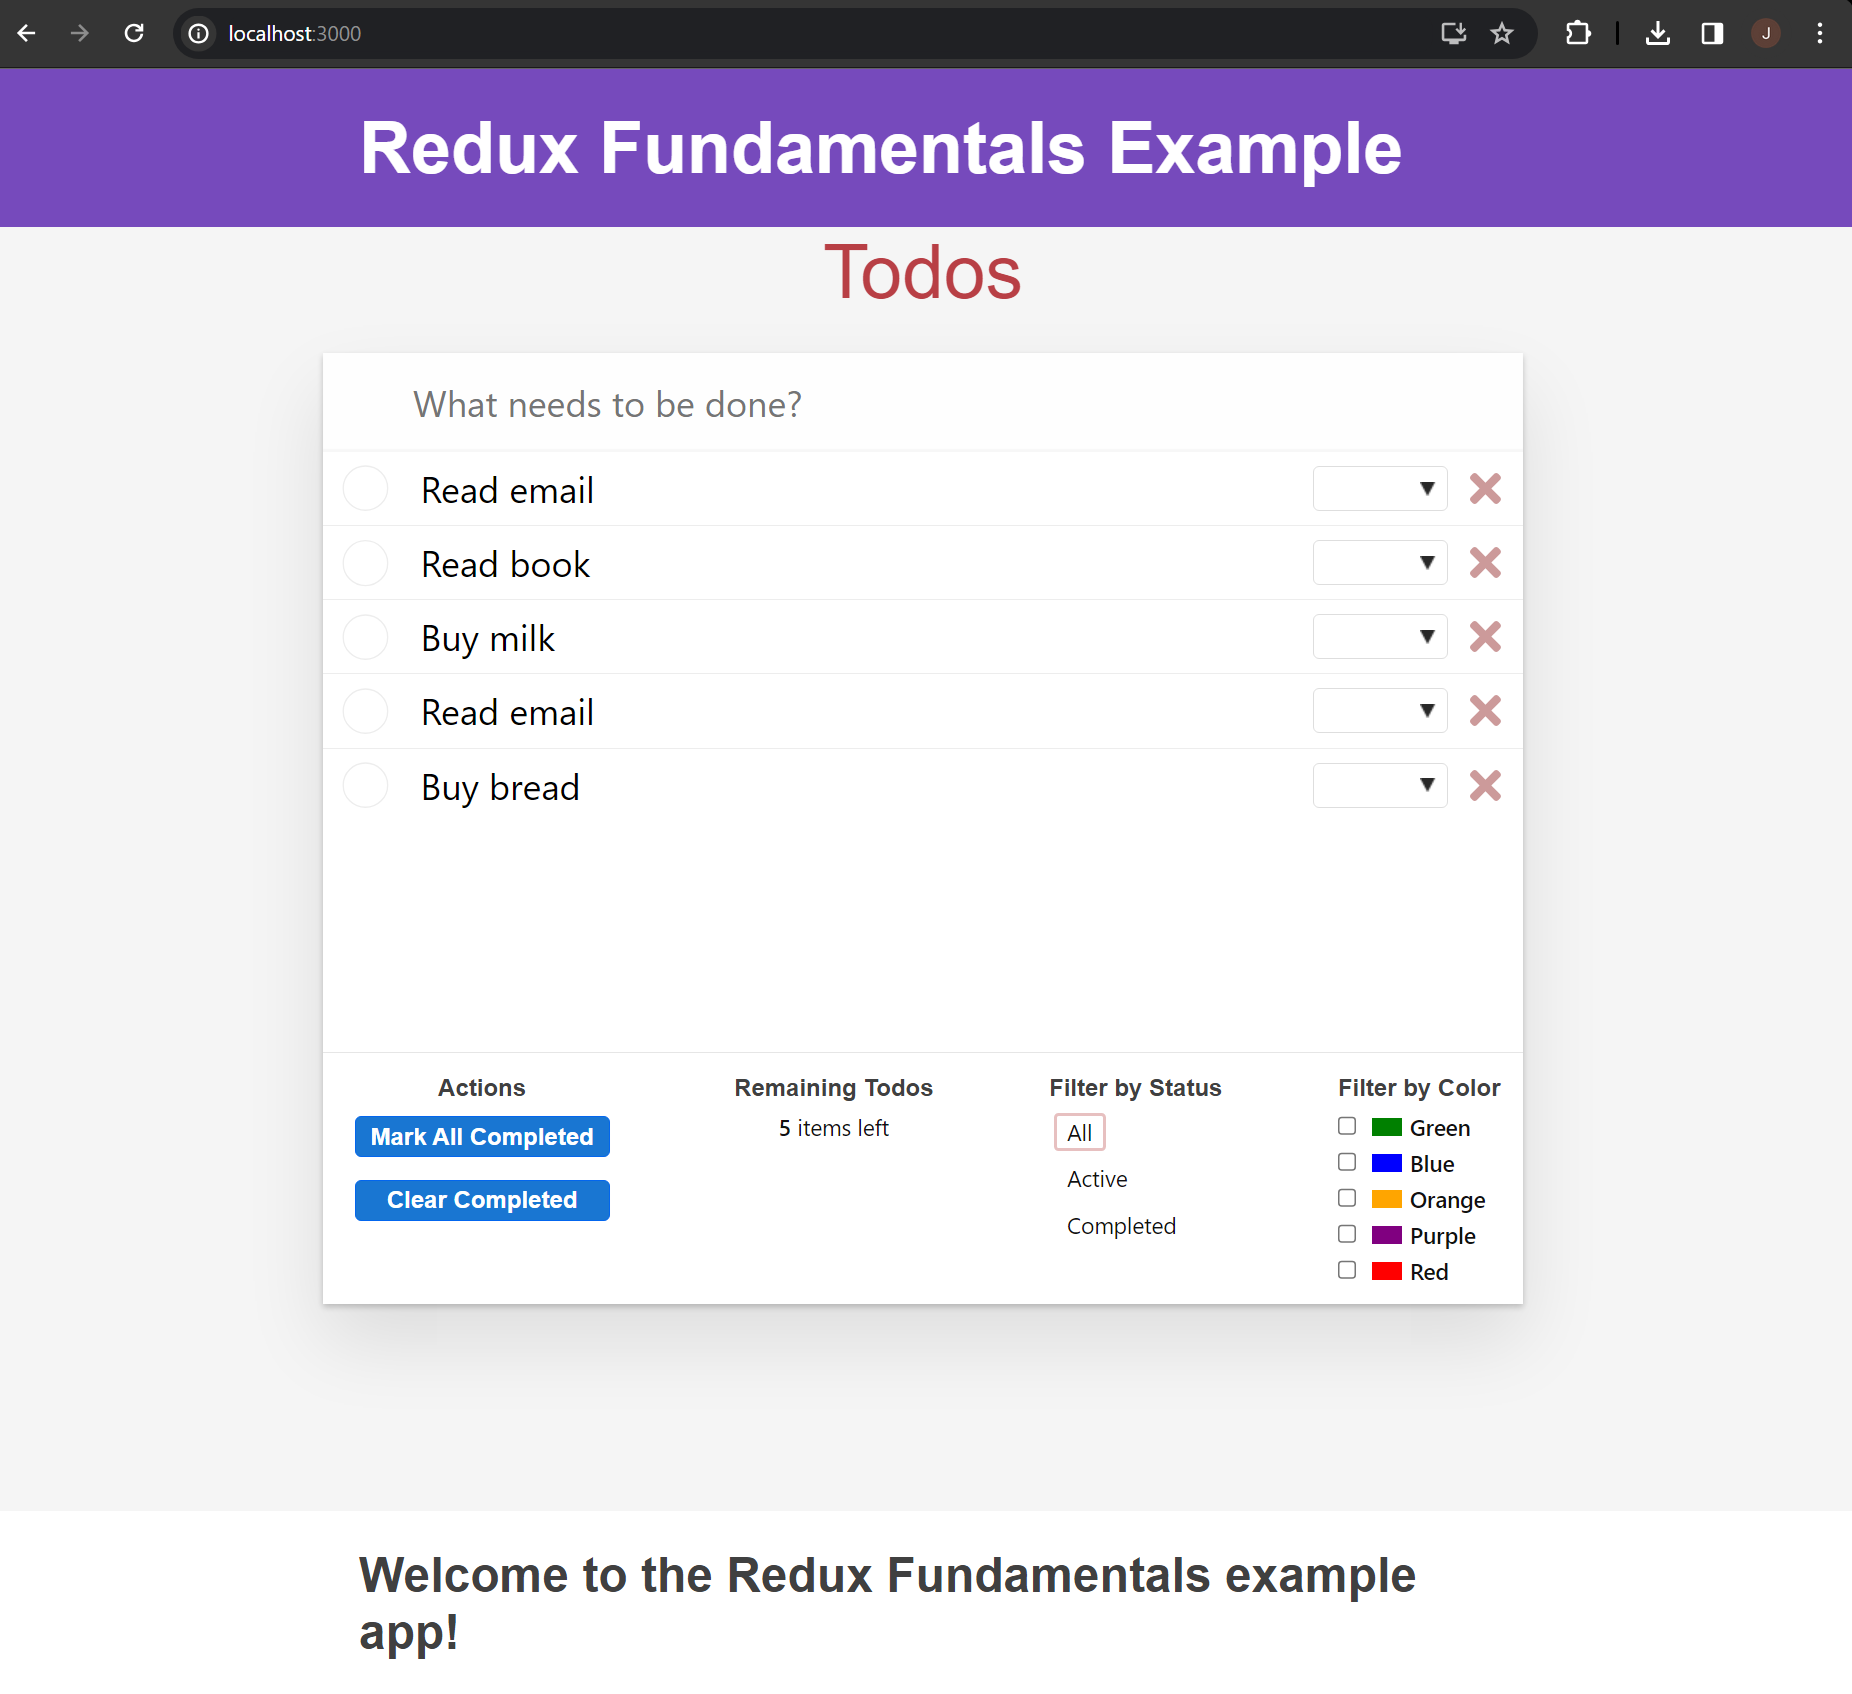 localhost:3000
J
Redux Fundamentals Example
Todos
What needs to be done?
Read email
Read book
Buy milk
Read email
Buy bread
Actions
Mark All Completed
Clear Completed
Remaining Todos
5 items left
Filter by Status
All
Active
Completed
Filter by Color
Green
Blue
Orange
Purple
Red
Welcome to the Redux Fundamentals example
app!